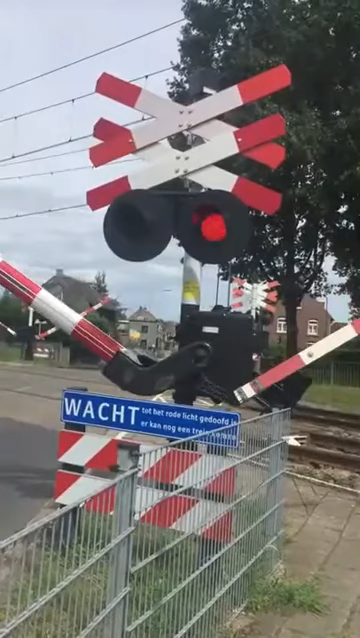 WACHT tot het rode licht gedoofd is
er kan nog een trein komen